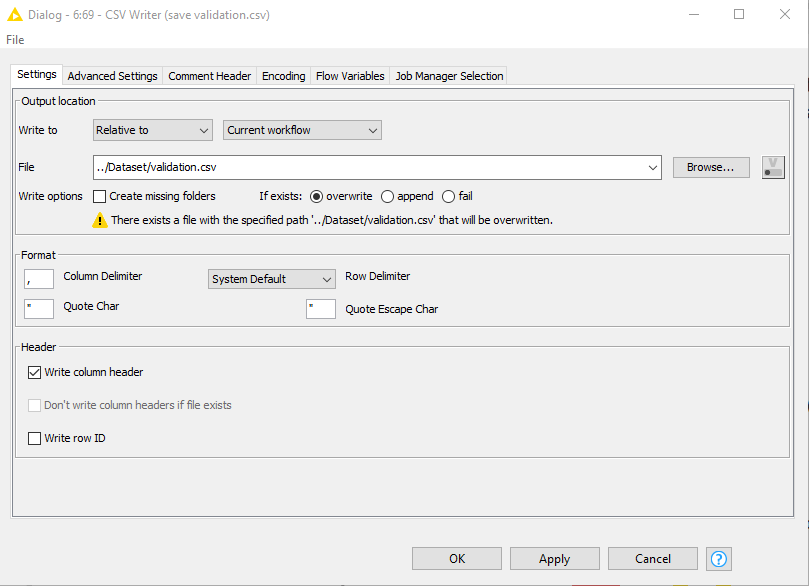 Dialog - 6:69 - CSV Writer (save validation.csv)
File
Settings Advanced Settings Comment Header Encoding Flow Variables Job Manager Selection
Output location
Write to Relative to Current workflow
File ../Dataset/validation.csv Browse... V
Write options Create missing folders If exists: overwrite append fail
There exists a file with the specified path '../Dataset/validation.csv' that will be overwritten.
Format
, Column Delimiter System Default Row Delimiter
" Quote Char " Quote Escape Char
Header
Write column header
Don't write column headers if file exists
Write row ID
OK Apply Cancel ?